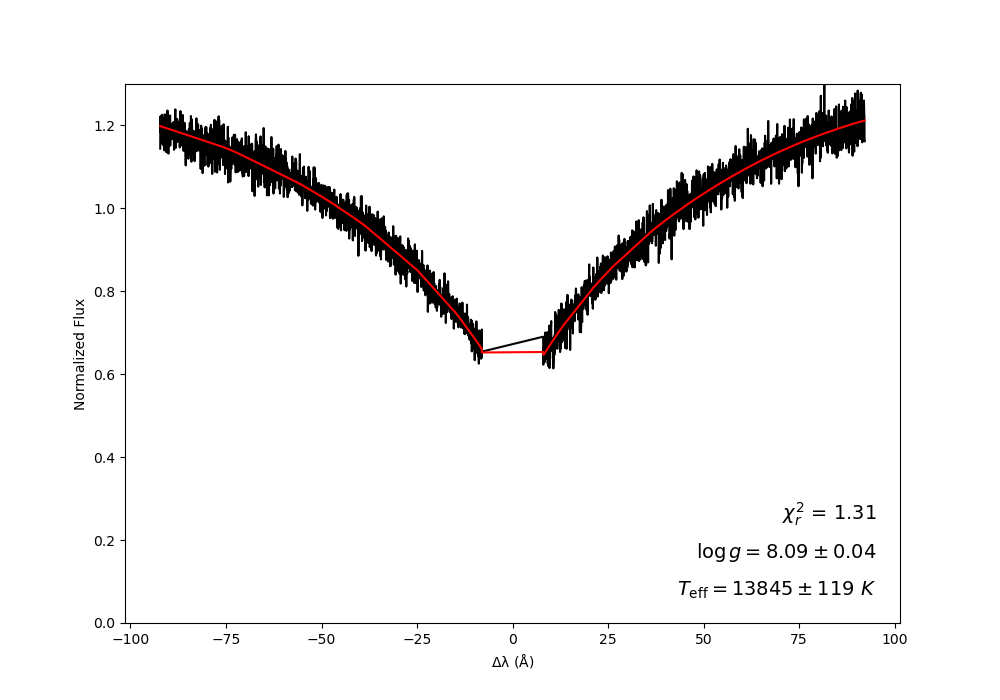 1.2
1.0
0.8
0.6
0.4
0.2
0.0
Normalized Flux
χ²ᵣ = 1.31
log g = 8.09 ± 0.04
T_eff = 13845 ± 119 K
−100 −75 −50 −25 0 25 50 75 100
Δλ (Å)